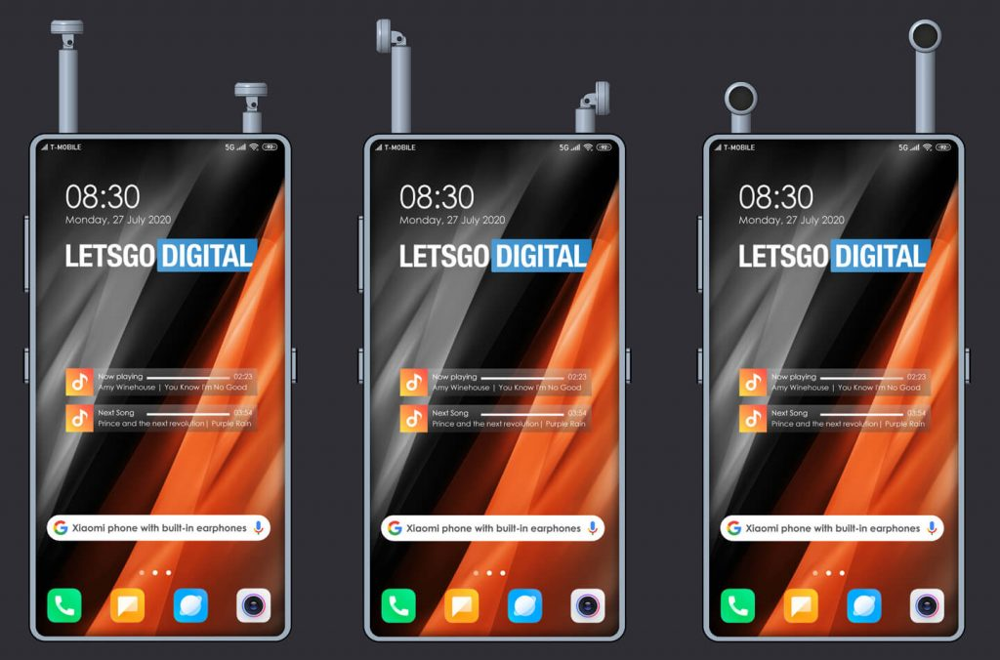 T-MOBILE 5G 92
08:30
Monday, 27 July 2020
LETSGO DIGITAL
Now playing 02:23
Amy Winehouse | You Know I'm No Good
Next Song 03:54
Prince and the next revolution| Purple Rain
Xiaomi phone with built-in earphones
T-MOBILE 5G 92
08:30
Monday, 27 July 2020
LETSGO DIGITAL
Now playing 02:23
Amy Winehouse | You Know I'm No Good
Next Song 03:54
Prince and the next revolution| Purple Rain
Xiaomi phone with built-in earphones
T-MOBILE 5G 92
08:30
Monday, 27 July 2020
LETSGO DIGITAL
Now playing 02:23
Amy Winehouse | You Know I'm No Good
Next Song 03:54
Prince and the next revolution| Purple Rain
Xiaomi phone with built-in earphones